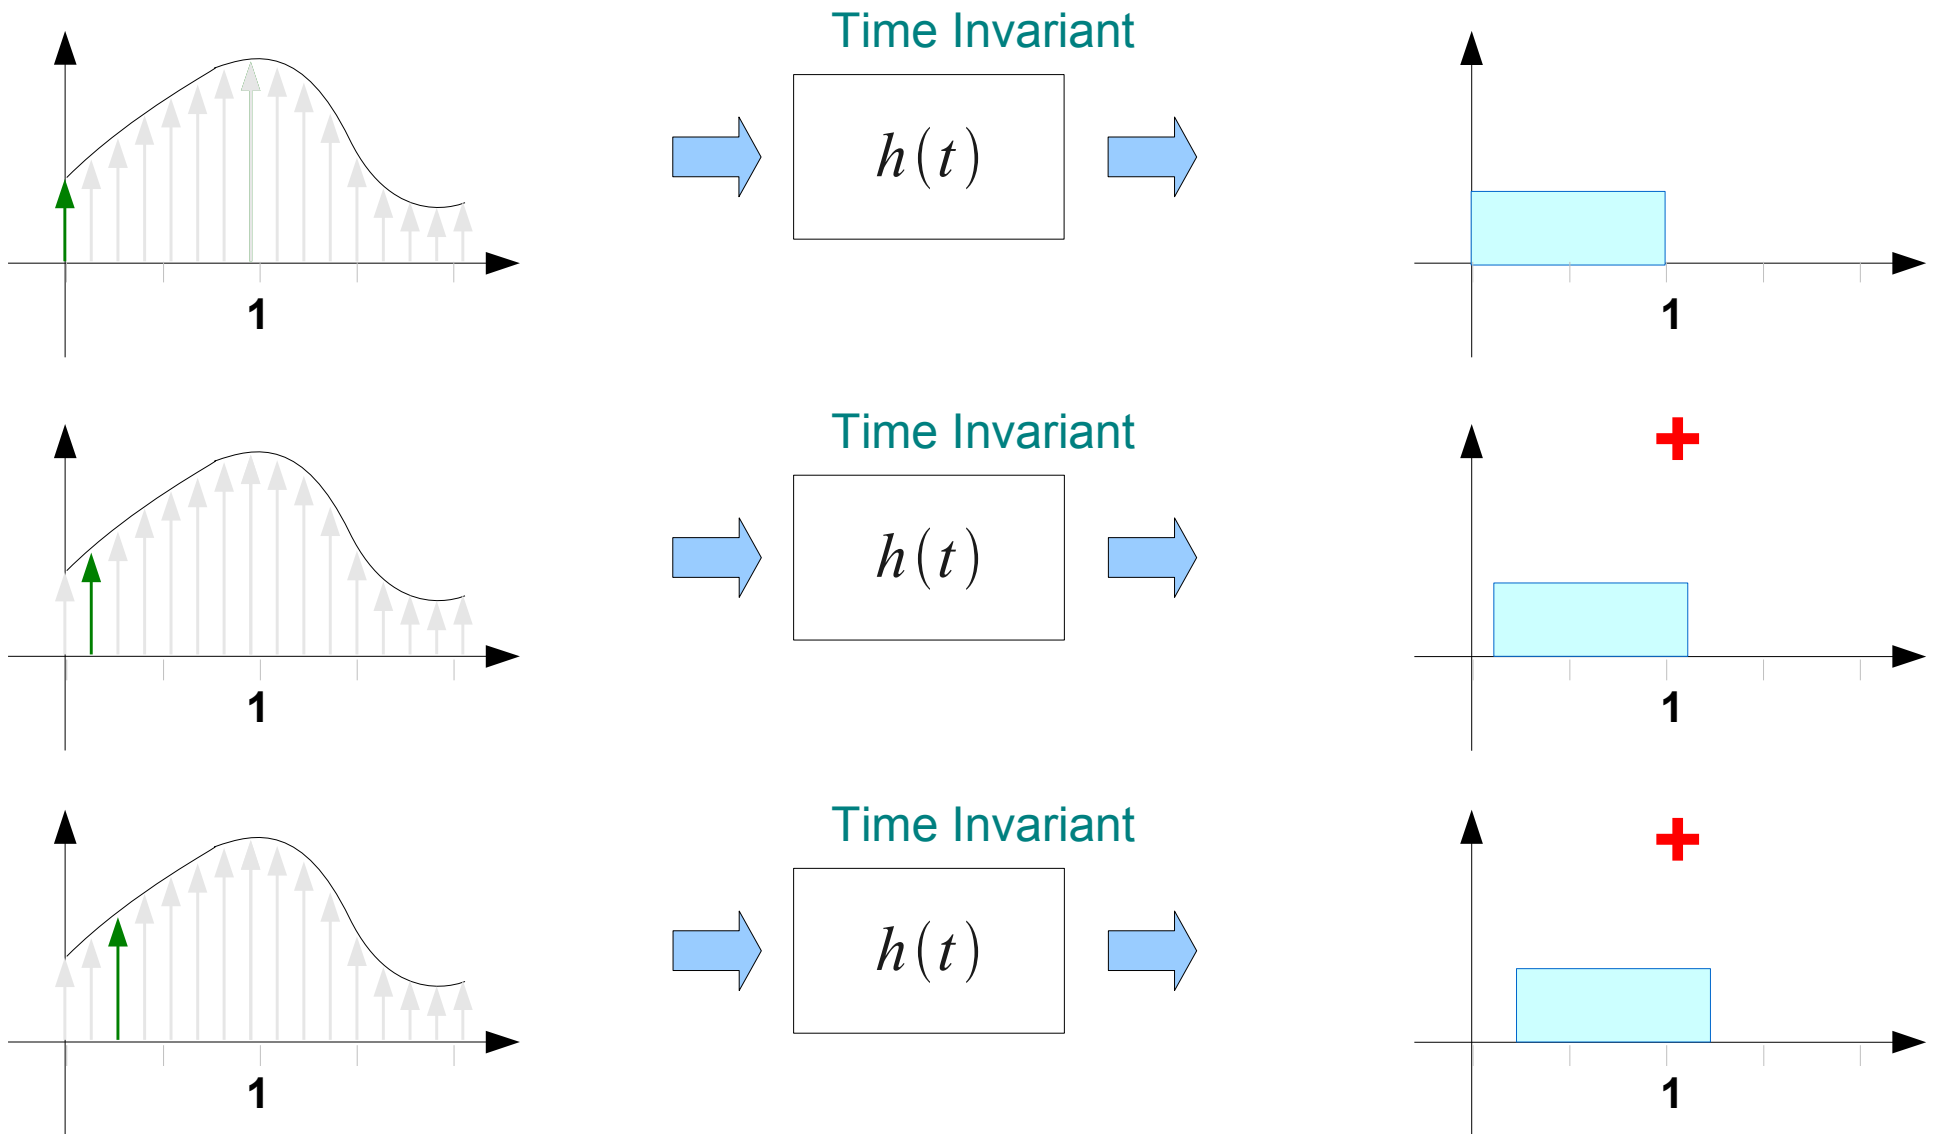 Time Invariant
h(t)
1
1
Time Invariant
+
h(t)
1
1
Time Invariant
+
h(t)
1
1